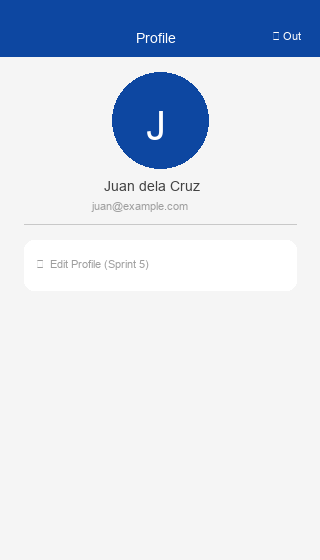 Profile
Out
J
Juan dela Cruz
juan@example.com
Edit Profile (Sprint 5)